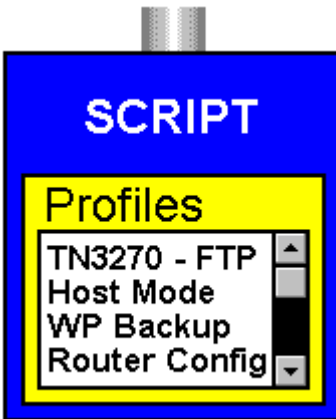 SCRIPT
Profiles
TN3270 - FTP
Host Mode
WP Backup
Router Config